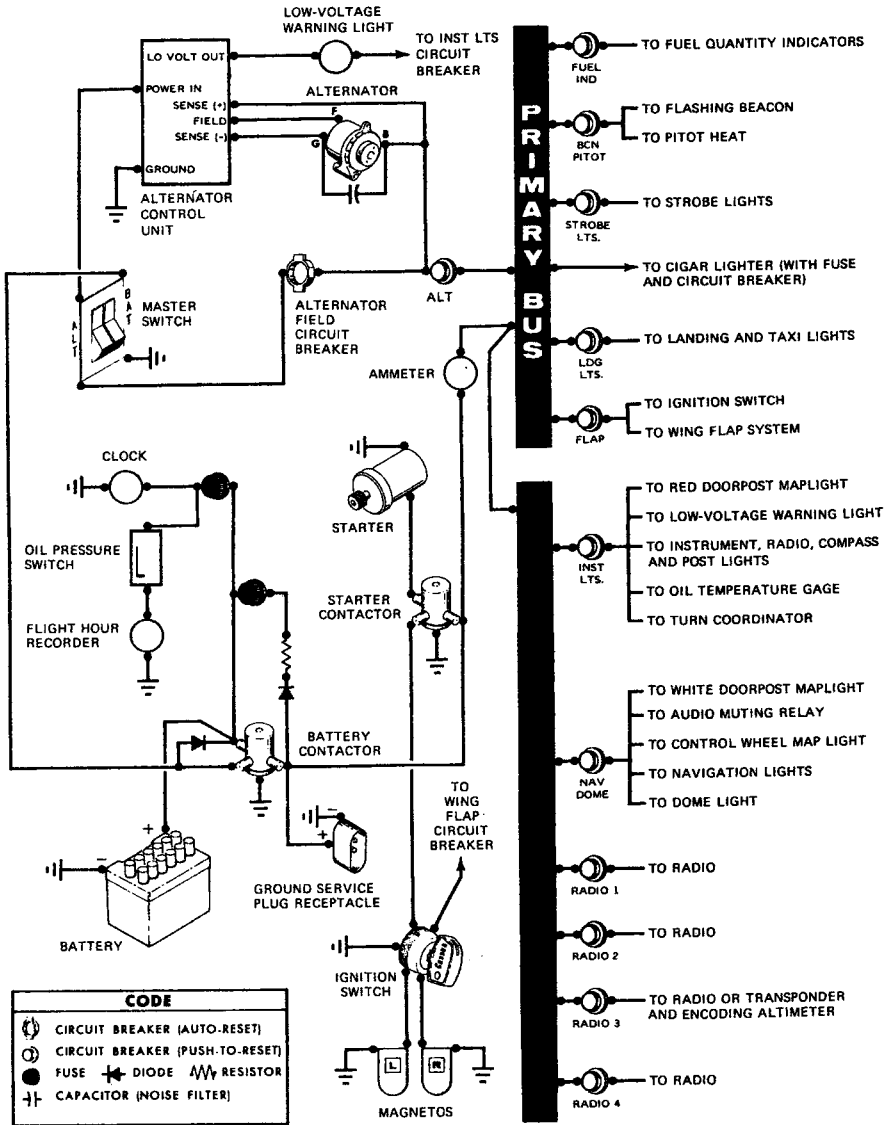 LOW-VOLTAGE
WARNING LIGHT
TO INST LTS
CIRCUIT
BREAKER
LO VOLT OUT
POWER IN
SENSE (+)
FIELD
SENSE (-)
GROUND
ALTERNATOR
F
G
B
ALTERNATOR
CONTROL
UNIT
BAT
ALT
MASTER
SWITCH
ALTERNATOR
FIELD
CIRCUIT
BREAKER
ALT
AMMETER
PRIMARY BUS
FUEL
IND
TO FUEL QUANTITY INDICATORS
BCN
PITOT
TO FLASHING BEACON
TO PITOT HEAT
STROBE
LTS.
TO STROBE LIGHTS
TO CIGAR LIGHTER (WITH FUSE
AND CIRCUIT BREAKER)
LDG
LTS.
TO LANDING AND TAXI LIGHTS
FLAP
TO IGNITION SWITCH
TO WING FLAP SYSTEM
CLOCK
OIL PRESSURE
SWITCH
FLIGHT HOUR
RECORDER
STARTER
STARTER
CONTACTOR
BATTERY
CONTACTOR
INST
LTS.
TO RED DOORPOST MAPLIGHT
TO LOW-VOLTAGE WARNING LIGHT
TO INSTRUMENT, RADIO, COMPASS
AND POST LIGHTS
TO OIL TEMPERATURE GAGE
TO TURN COORDINATOR
NAV
DOME
TO WHITE DOORPOST MAPLIGHT
TO AUDIO MUTING RELAY
TO CONTROL WHEEL MAP LIGHT
TO NAVIGATION LIGHTS
TO DOME LIGHT
+
-
BATTERY
-
+
GROUND SERVICE
PLUG RECEPTACLE
TO
WING
FLAP
CIRCUIT
BREAKER
IGNITION
SWITCH
L
R
MAGNETOS
RADIO 1
TO RADIO
RADIO 2
TO RADIO
RADIO 3
TO RADIO OR TRANSPONDER
AND ENCODING ALTIMETER
RADIO 4
TO RADIO
CODE
CIRCUIT BREAKER (AUTO-RESET)
CIRCUIT BREAKER (PUSH-TO-RESET)
FUSE DIODE RESISTOR
CAPACITOR (NOISE FILTER)